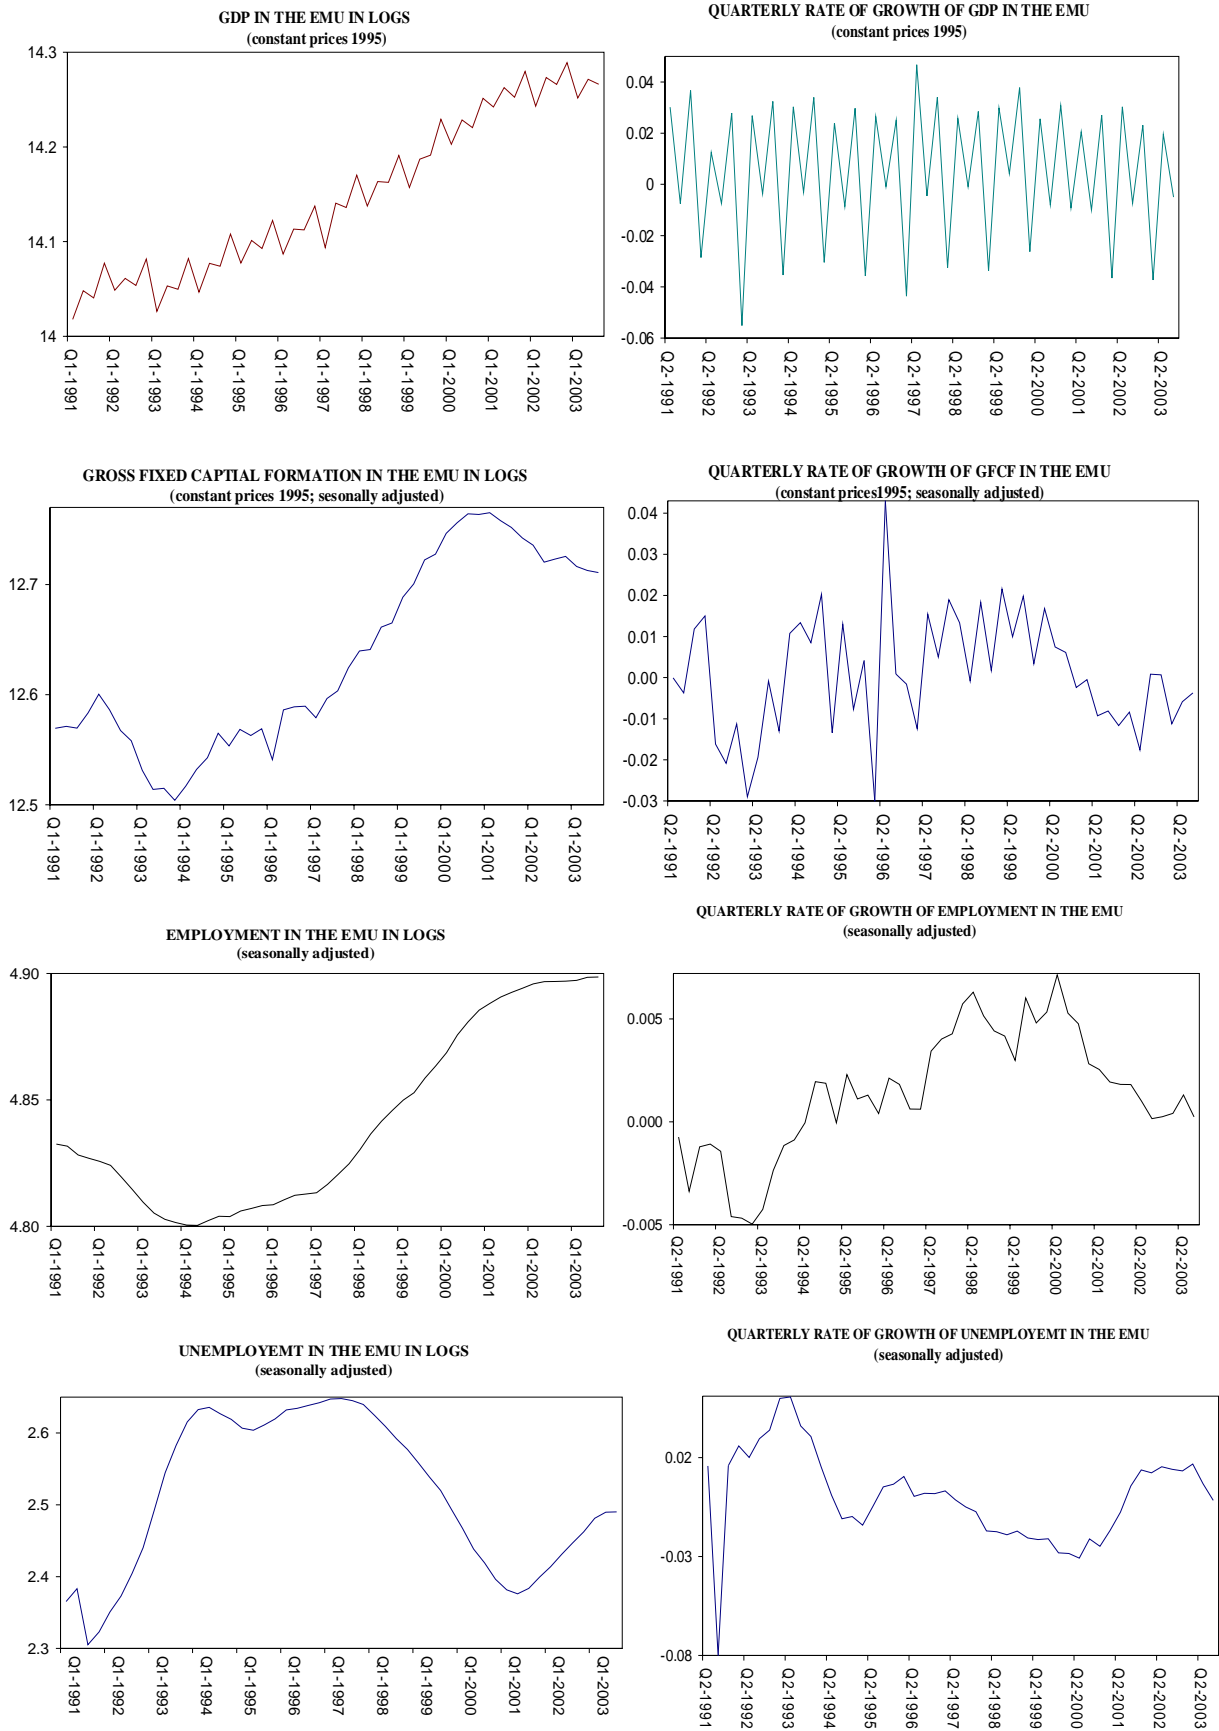 GDP IN THE EMU IN LOGS
(constant prices 1995)
14.3
14.2
14.1
14
Q1-1991
Q1-1992
Q1-1993
Q1-1994
Q1-1995
Q1-1996
Q1-1997
Q1-1998
Q1-1999
Q1-2000
Q1-2001
Q1-2002
Q1-2003
QUARTERLY RATE OF GROWTH OF GDP IN THE EMU
(constant prices 1995)
0.04
0.02
0
-0.02
-0.04
-0.06
Q2-1991
Q2-1992
Q2-1993
Q2-1994
Q2-1995
Q2-1996
Q2-1997
Q2-1998
Q2-1999
Q2-2000
Q2-2001
Q2-2002
Q2-2003
GROSS FIXED CAPTIAL FORMATION IN THE EMU IN LOGS
(constant prices 1995; sesonally adjusted)
12.7
12.6
12.5
Q1-1991
Q1-1992
Q1-1993
Q1-1994
Q1-1995
Q1-1996
Q1-1997
Q1-1998
Q1-1999
Q1-2000
Q1-2001
Q1-2002
Q1-2003
QUARTERLY RATE OF GROWTH OF GFCF IN THE EMU
(constant prices1995; seasonally adjusted)
0.04
0.03
0.02
0.01
0.00
-0.01
-0.02
-0.03
Q2-1991
Q2-1992
Q2-1993
Q2-1994
Q2-1995
Q2-1996
Q2-1997
Q2-1998
Q2-1999
Q2-2000
Q2-2001
Q2-2002
Q2-2003
EMPLOYMENT IN THE EMU IN LOGS
(seasonally adjusted)
4.90
4.85
4.80
Q1-1991
Q1-1992
Q1-1993
Q1-1994
Q1-1995
Q1-1996
Q1-1997
Q1-1998
Q1-1999
Q1-2000
Q1-2001
Q1-2002
Q1-2003
QUARTERLY RATE OF GROWTH OF EMPLOYMENT IN THE EMU
(seasonally adjusted)
0.005
0.000
-0.005
Q2-1991
Q2-1992
Q2-1993
Q2-1994
Q2-1995
Q2-1996
Q2-1997
Q2-1998
Q2-1999
Q2-2000
Q2-2001
Q2-2002
Q2-2003
UNEMPLOYEMT IN THE EMU IN LOGS
(seasonally adjusted)
2.6
2.5
2.4
2.3
Q1-1991
Q1-1992
Q1-1993
Q1-1994
Q1-1995
Q1-1996
Q1-1997
Q1-1998
Q1-1999
Q1-2000
Q1-2001
Q1-2002
Q1-2003
QUARTERLY RATE OF GROWTH OF UNEMPLOYEMT IN THE EMU
(seasonally adjusted)
0.02
-0.03
-0.08
Q2-1991
Q2-1992
Q2-1993
Q2-1994
Q2-1995
Q2-1996
Q2-1997
Q2-1998
Q2-1999
Q2-2000
Q2-2001
Q2-2002
Q2-2003